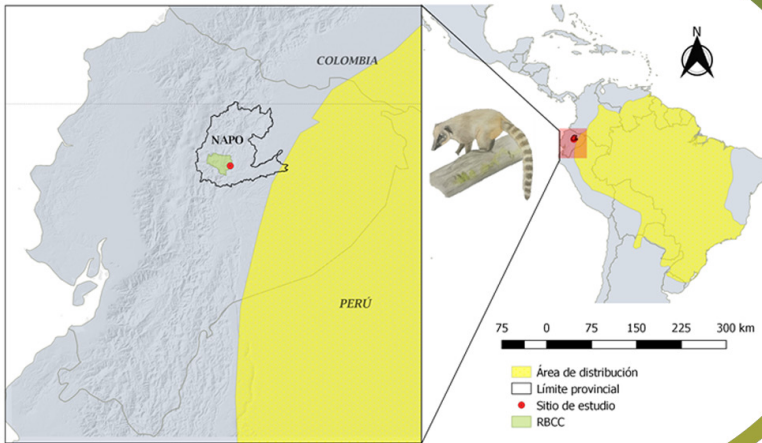 COLOMBIA
NAPO
PERÚ
N
75 0 75 150 225 300 km
Área de distribución
Límite provincial
Sitio de estudio
RBCC